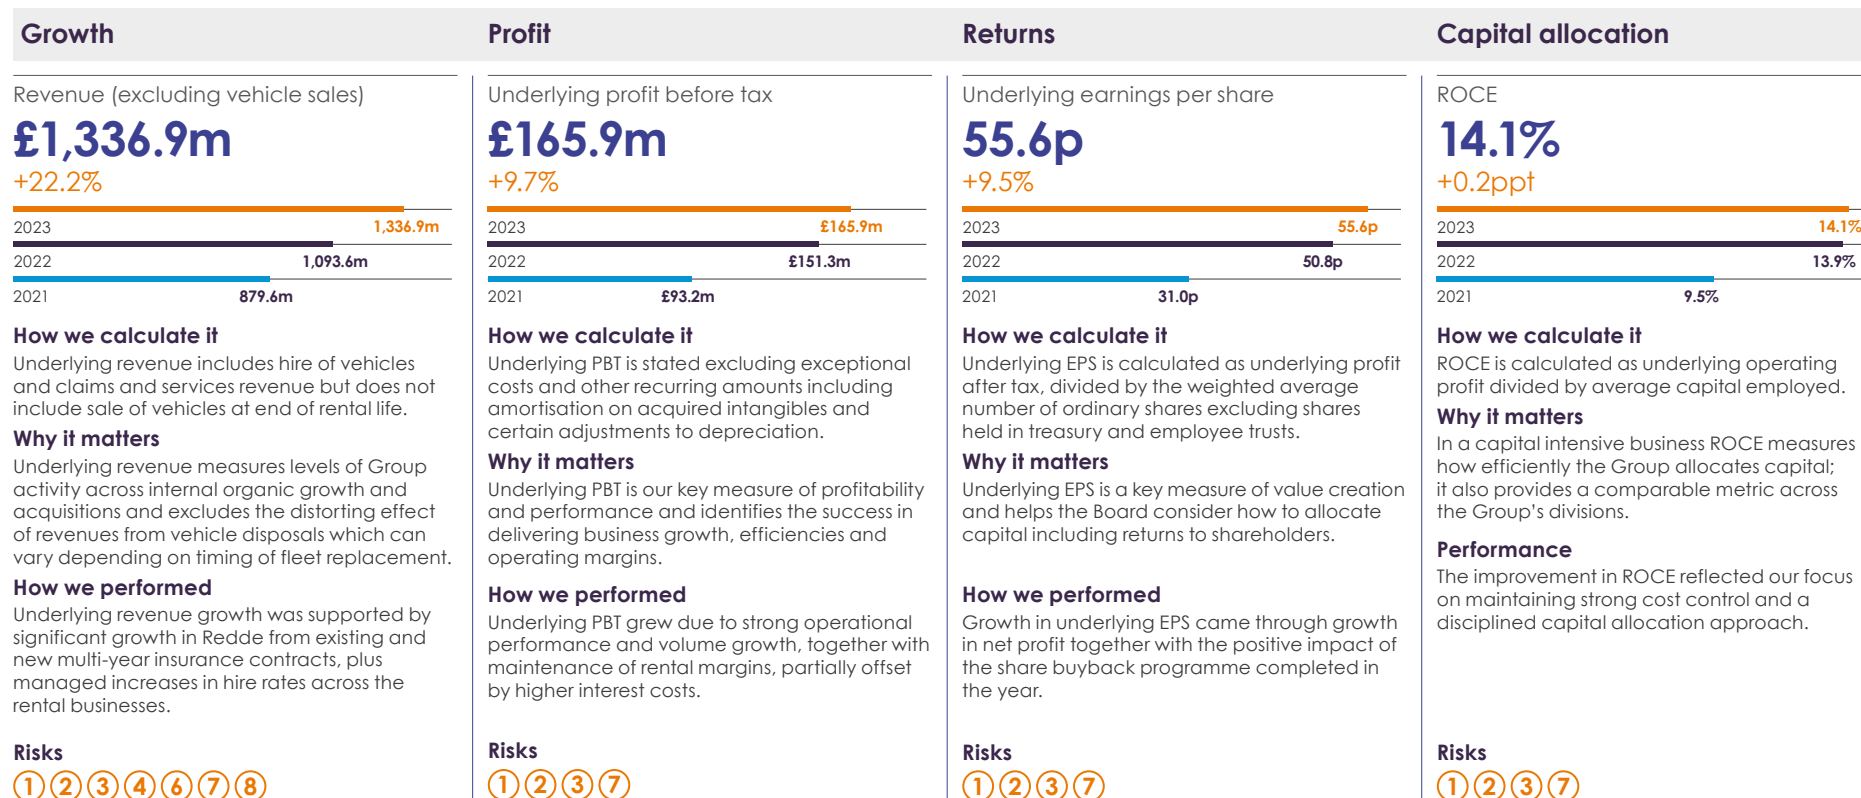 Growth
Revenue (excluding vehicle sales)
£1,336.9m
+22.2%
2023 1,336.9m
2022 1,093.6m
2021 879.6m
How we calculate it
Underlying revenue includes hire of vehicles
and claims and services revenue but does not
include sale of vehicles at end of rental life.
Why it matters
Underlying revenue measures levels of Group
activity across internal organic growth and
acquisitions and excludes the distorting effect
of revenues from vehicle disposals which can
vary depending on timing of fleet replacement.
How we performed
Underlying revenue growth was supported by
significant growth in Redde from existing and
new multi-year insurance contracts, plus
managed increases in hire rates across the
rental businesses.
Risks
1 2 3 4 6 7 8
Profit
Underlying profit before tax
£165.9m
+9.7%
2023 £165.9m
2022 £151.3m
2021 £93.2m
How we calculate it
Underlying PBT is stated excluding exceptional
costs and other recurring amounts including
amortisation on acquired intangibles and
certain adjustments to depreciation.
Why it matters
Underlying PBT is our key measure of profitability
and performance and identifies the success in
delivering business growth, efficiencies and
operating margins.
How we performed
Underlying PBT grew due to strong operational
performance and volume growth, together with
maintenance of rental margins, partially offset
by higher interest costs.
Risks
1 2 3 7
Returns
Underlying earnings per share
55.6p
+9.5%
2023 55.6p
2022 50.8p
2021 31.0p
How we calculate it
Underlying EPS is calculated as underlying profit
after tax, divided by the weighted average
number of ordinary shares excluding shares
held in treasury and employee trusts.
Why it matters
Underlying EPS is a key measure of value creation
and helps the Board consider how to allocate
capital including returns to shareholders.
How we performed
Growth in underlying EPS came through growth
in net profit together with the positive impact of
the share buyback programme completed in
the year.
Risks
1 2 3 7
Capital allocation
ROCE
14.1%
+0.2ppt
2023 14.1%
2022 13.9%
2021 9.5%
How we calculate it
ROCE is calculated as underlying operating
profit divided by average capital employed.
Why it matters
In a capital intensive business ROCE measures
how efficiently the Group allocates capital;
it also provides a comparable metric across
the Group's divisions.
Performance
The improvement in ROCE reflected our focus
on maintaining strong cost control and a
disciplined capital allocation approach.
Risks
1 2 3 7